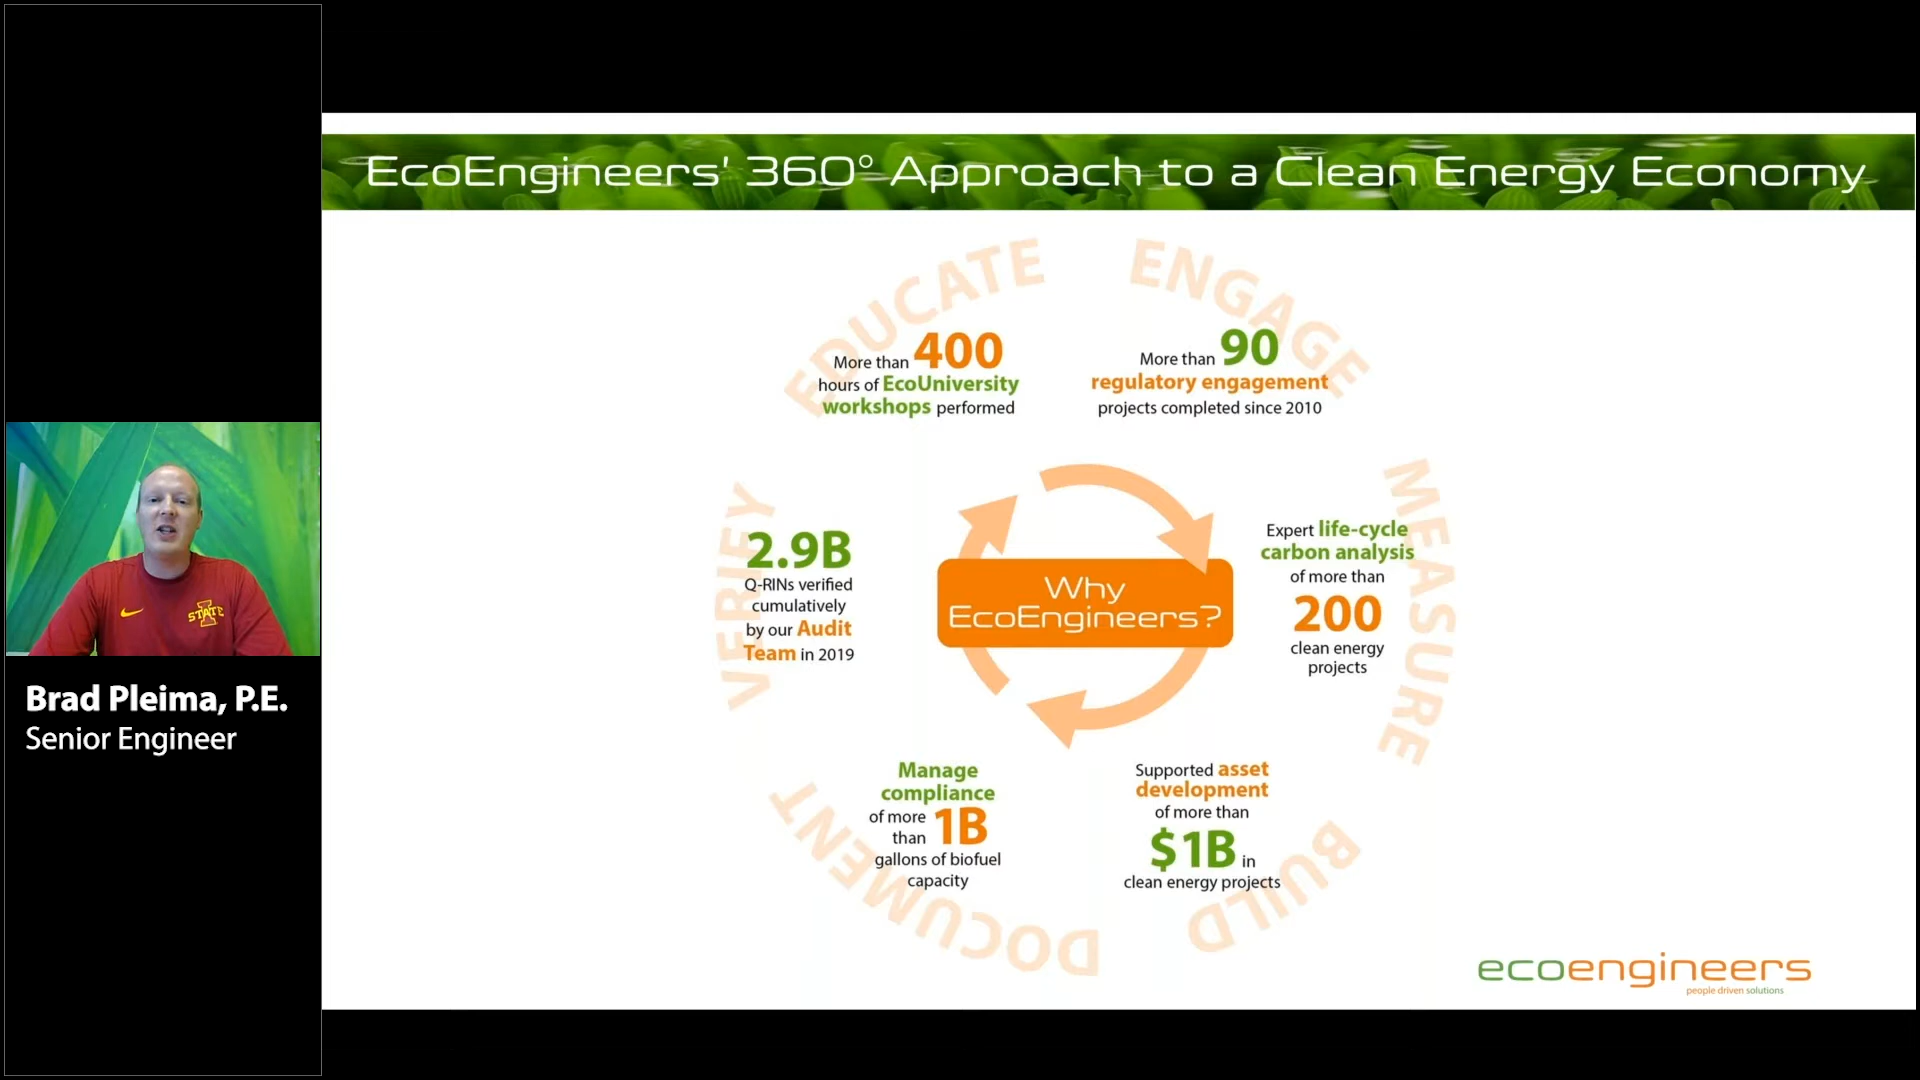 EcoEngineers' 360° Approach to a Clean Energy Economy
EDUCATE
More than 400
hours of EcoUniversity
workshops performed
ENGAGE
More than 90
regulatory engagement
projects completed since 2010
MEASURE
Expert life-cycle
carbon analysis
of more than
200
clean energy
projects
BUILD
Supported asset
development
of more than
$1B in
clean energy projects
DOCUMENT
Manage
compliance
of more
than 1B
gallons of biofuel
capacity
VERIFY
2.9B
Q-RINs verified
cumulatively
by our Audit
Team in 2019
Why
EcoEngineers?
STATE
Brad Pleima, P.E.
Senior Engineer
ecoengineers
people driven solutions